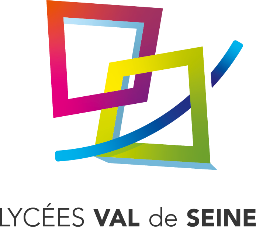 LYCÉES VAL de SEINE